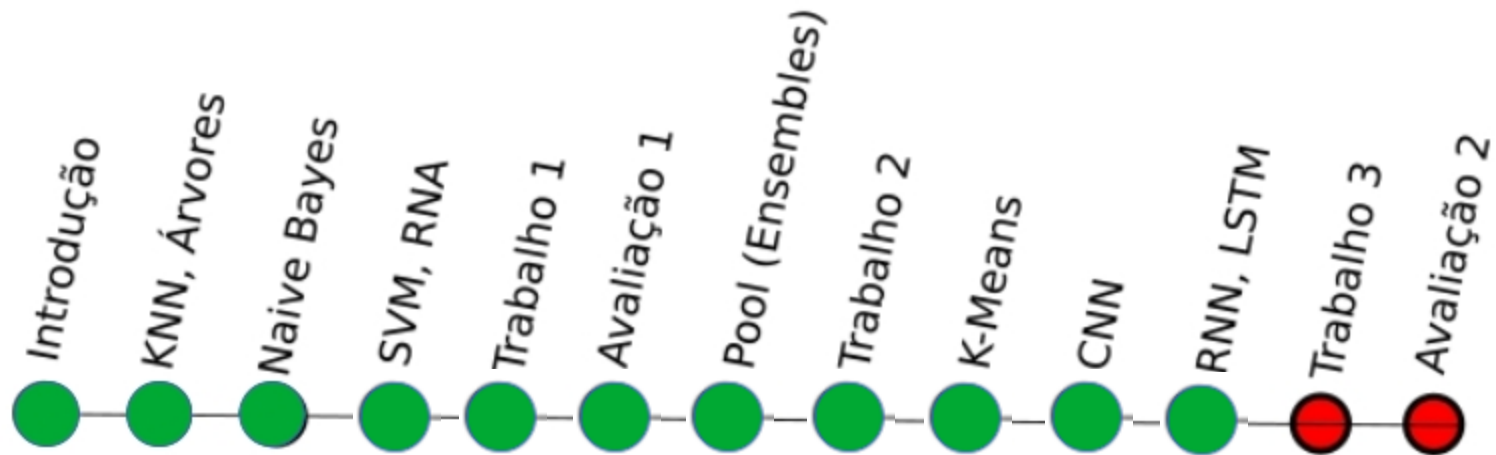 Introdução
KNN, Árvores
Naive Bayes
SVM, RNA
Trabalho 1
Avaliação 1
Pool (Ensembles)
Trabalho 2
K-Means
CNN
RNN, LSTM
Trabalho 3
Avaliação 2